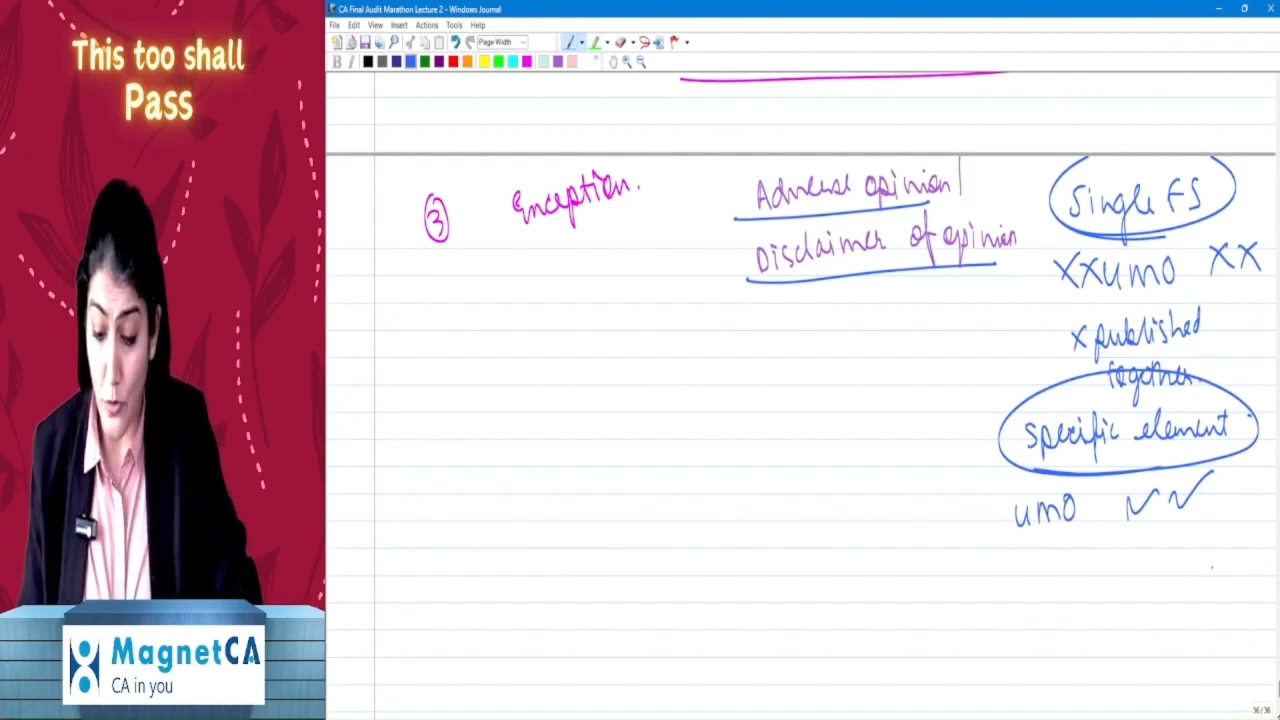 This too shall
Pass
MagnetCA
CA in you
CA Final Audit Marathon Lecture 2 - Windows Journal
File Edit View Insert Actions Tools Help
Page Width
B I
③ Exception.
Adverse opinion/
Disclaimer of opinion
Single FS
XX UMO XX
x published
together.
Specific element
UMO ✓✓
36/36